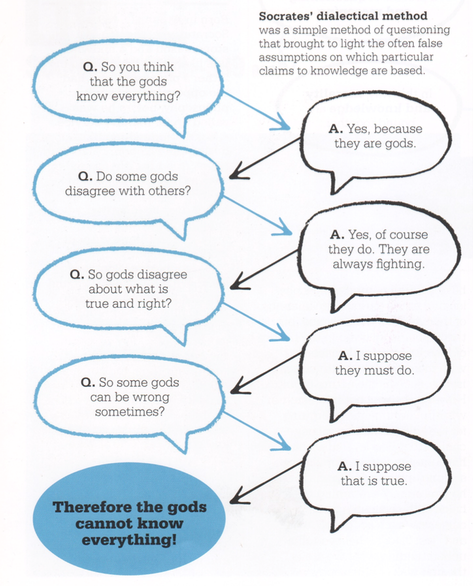 Socrates' dialectical method
was a simple method of questioning
that brought to light the often false
assumptions on which particular
claims to knowledge are based.
Q. So you think
that the gods
know everything?
A. Yes, because
they are gods.
Q. Do some gods
disagree with others?
A. Yes, of course
they do. They are
always fighting.
Q. So gods disagree
about what is
true and right?
A. I suppose
they must do.
Q. So some gods
can be wrong
sometimes?
A. I suppose
that is true.
Therefore the gods
cannot know
everything!